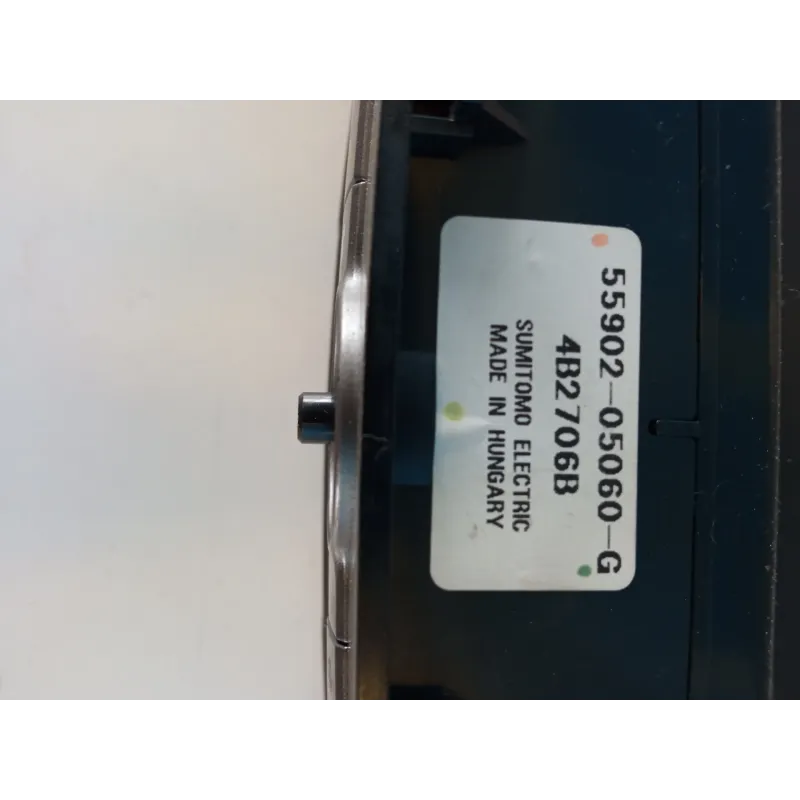 55902-05060-G
4B2706B
SUMITOMO ELECTRIC
MADE IN HUNGARY